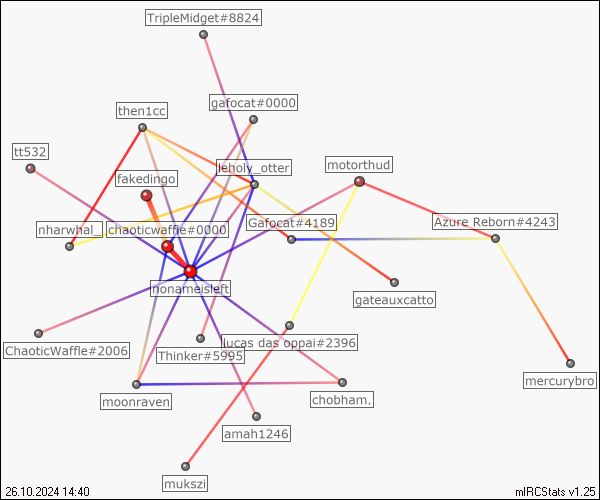 TripleMidget#8824
gafocat#0000
then1cc
tt532
leholy_otter
motorthud
fakedingo
nharwhal_
chaoticwaffle#0000
Gafocat#4189
Azure_Reborn#4243
nonameisleft
gateauxcatto
ChaoticWaffle#2006
Thinker#5995
lucas das oppai#2396
mercurybro
moonraven
chobham.
amah1246
mukszi
26.10.2024 14:40
mIRCStats v1.25